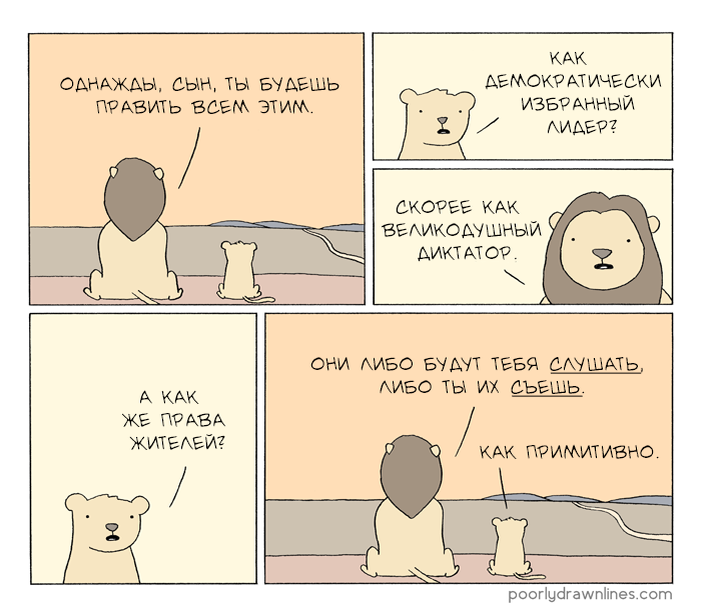 ОДНАЖДЫ, СЫН, ТЫ БУДЕШЬ
ПРАВИТЬ ВСЕМ ЭТИМ.
КАК
ДЕМОКРАТИЧЕСКИ
ИЗБРАННЫЙ
ЛИДЕР?
СКОРЕЕ КАК
ВЕЛИКОДУШНЫЙ
ДИКТАТОР.
А КАК
ЖЕ ПРАВА
ЖИТЕЛЕЙ?
ОНИ ЛИБО БУДУТ ТЕБЯ СЛУШАТЬ,
ЛИБО ТЫ ИХ СЪЕШЬ.
КАК ПРИМИТИВНО.
poorlydrawnlines.com